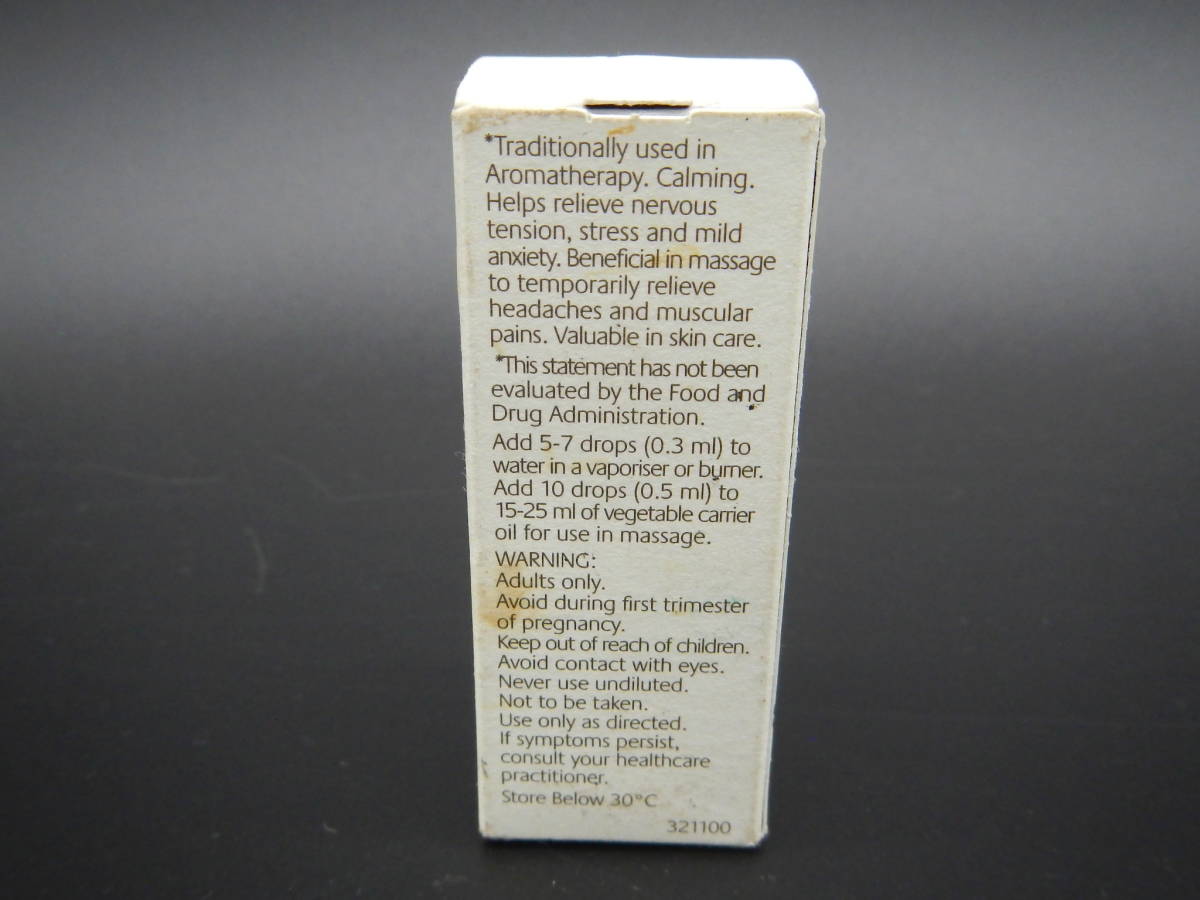 *Traditionally used in
Aromatherapy. Calming.
Helps relieve nervous
tension, stress and mild
anxiety. Beneficial in massage
to temporarily relieve
headaches and muscular
pains. Valuable in skin care.
*This statement has not been
evaluated by the Food and
Drug Administration.
Add 5-7 drops (0.3 ml) to
water in a vaporiser or burner.
Add 10 drops (0.5 ml) to
15-25 ml of vegetable carrier
oil for use in massage.
WARNING:
Adults only.
Avoid during first trimester
of pregnancy.
Keep out of reach of children.
Avoid contact with eyes.
Never use undiluted.
Not to be taken.
Use only as directed.
If symptoms persist,
consult your healthcare
practitioner.
Store Below 30°C
321100